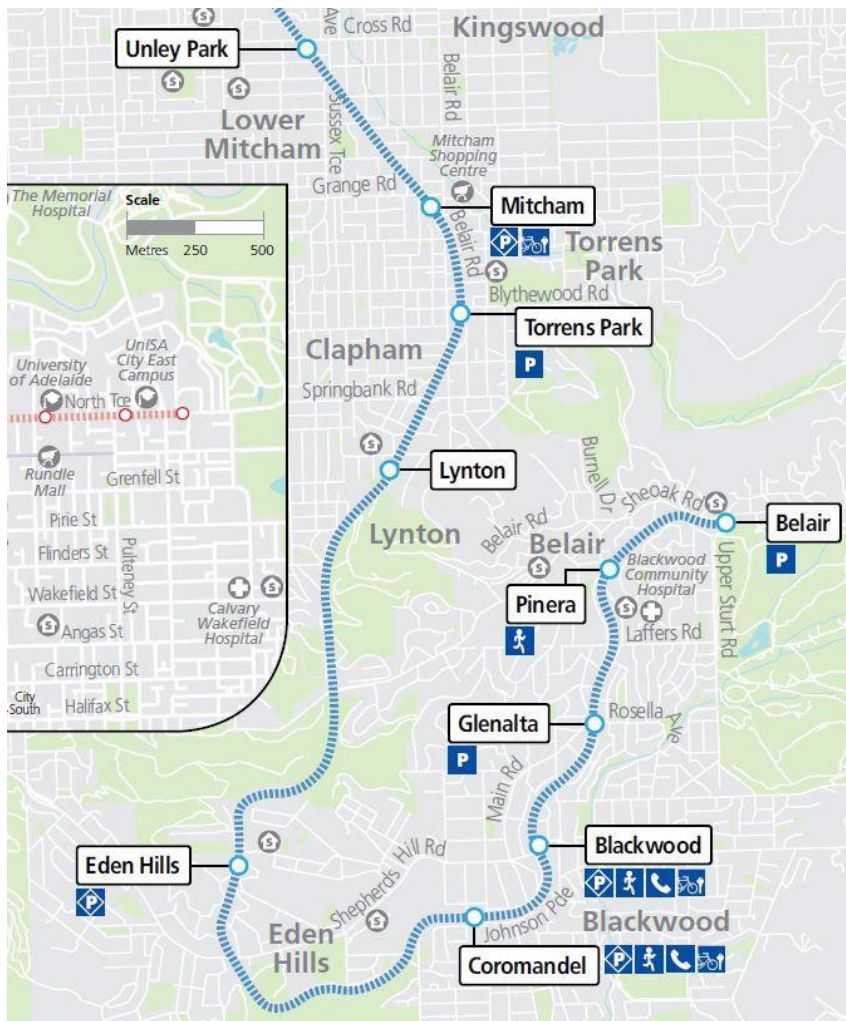 Ave
Cross Rd
Kingswood
Unley Park
Belair Rd
Sussex Tce
Lower
Mitcham
Mitcham
Shopping
Centre
Grange Rd
Mitcham
P
Belair Rd
Torrens
Park
S
Blythewood Rd
Torrens Park
P
Clapham
Springbank Rd
S
Lynton
Lynton
Burnell Dr
Sheoak Rd
S
Belair
P
Belair Rd
Belair
S
Blackwood
Community
Hospital
Upper Sturt Rd
Pinera
S
Laffers Rd
Glenalta
P
Rosella Ave
Main Rd
S
Eden Hills
P
Shepherds Hill Rd
S
Blackwood
P
Johnson Pde
Blackwood
Eden
Hills
Coromandel
P
The Memorial
Hospital
Scale
Metres 250 500
University
of Adelaide
UniSA
City East
Campus
North Tce
Rundle
Mall
Grenfell St
Pirie St
Pulteney St
Flinders St
Wakefield St
S
Calvary
Wakefield
Hospital
S
Angas St
Carrington St
City
South
Halifax St
S
S